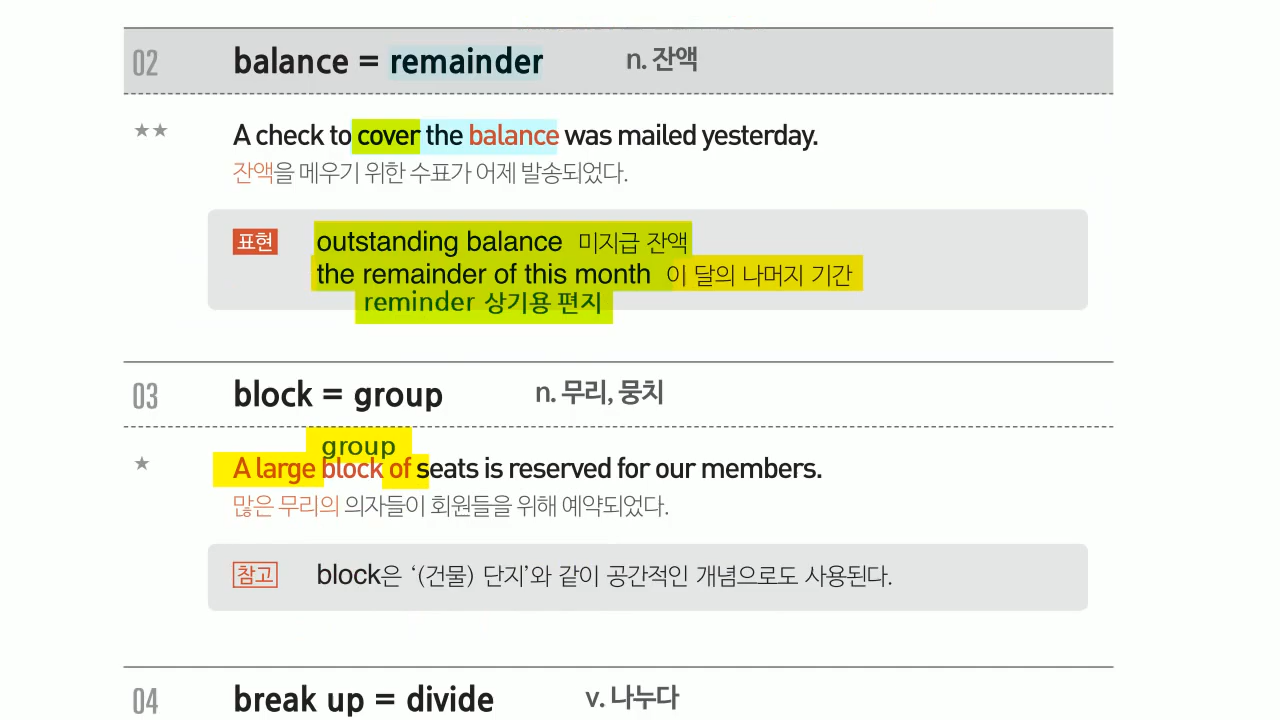 02 balance = remainder n. 잔액
★★ A check to cover the balance was mailed yesterday.
잔액을 메우기 위한 수표가 어제 발송되었다.
표현 outstanding balance 미지급 잔액
the remainder of this month 이 달의 나머지 기간
reminder 상기용 편지
03 block = group n. 무리, 뭉치
group
★ A large block of seats is reserved for our members.
많은 무리의 의자들이 회원들을 위해 예약되었다.
참고 block은 ‘(건물) 단지’와 같이 공간적인 개념으로도 사용된다.
04 break up = divide v. 나누다